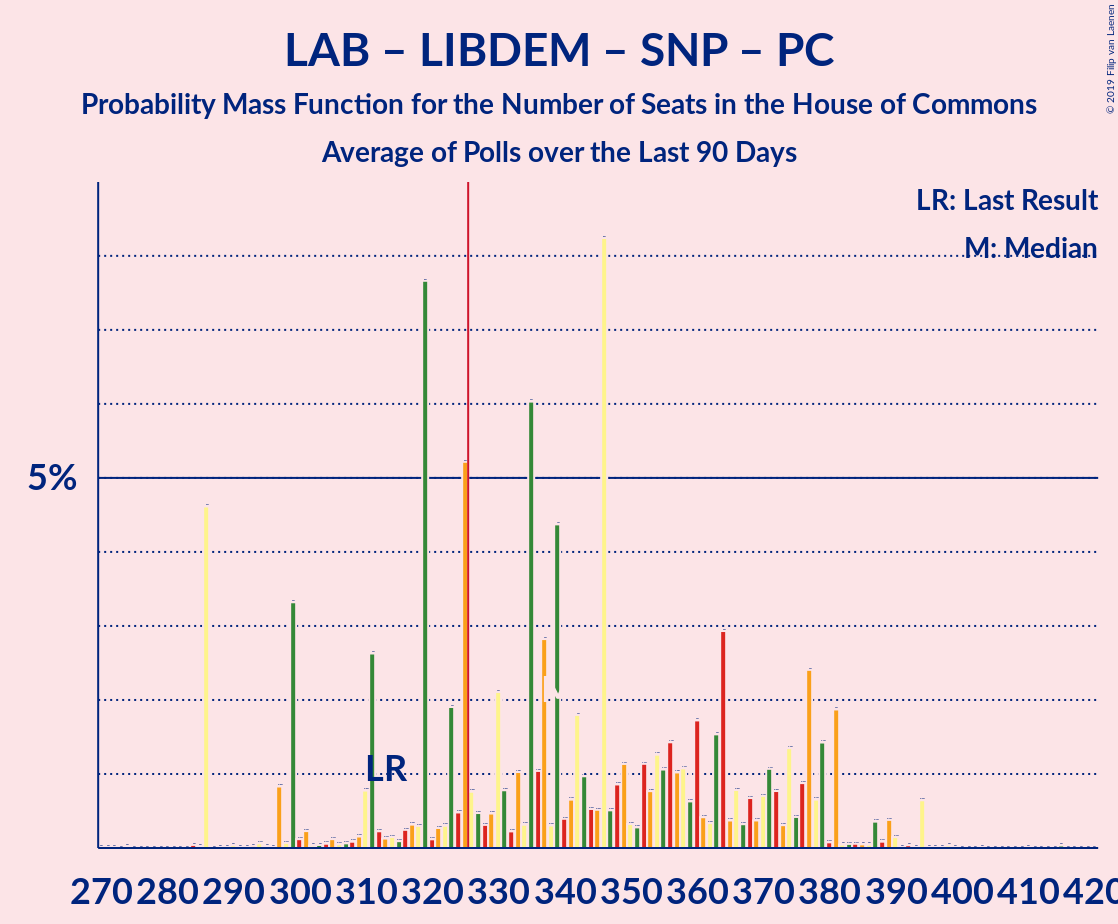 LAB – LIBDEM – SNP – PC
Probability Mass Function for the Number of Seats in the House of Commons
Average of Polls over the Last 90 Days
© 2019 Filip van Laenen
LR: Last Result
M: Median
5%
LR
270 280 290 300 310 320 330 340 350 360 370 380 390 400 410 420